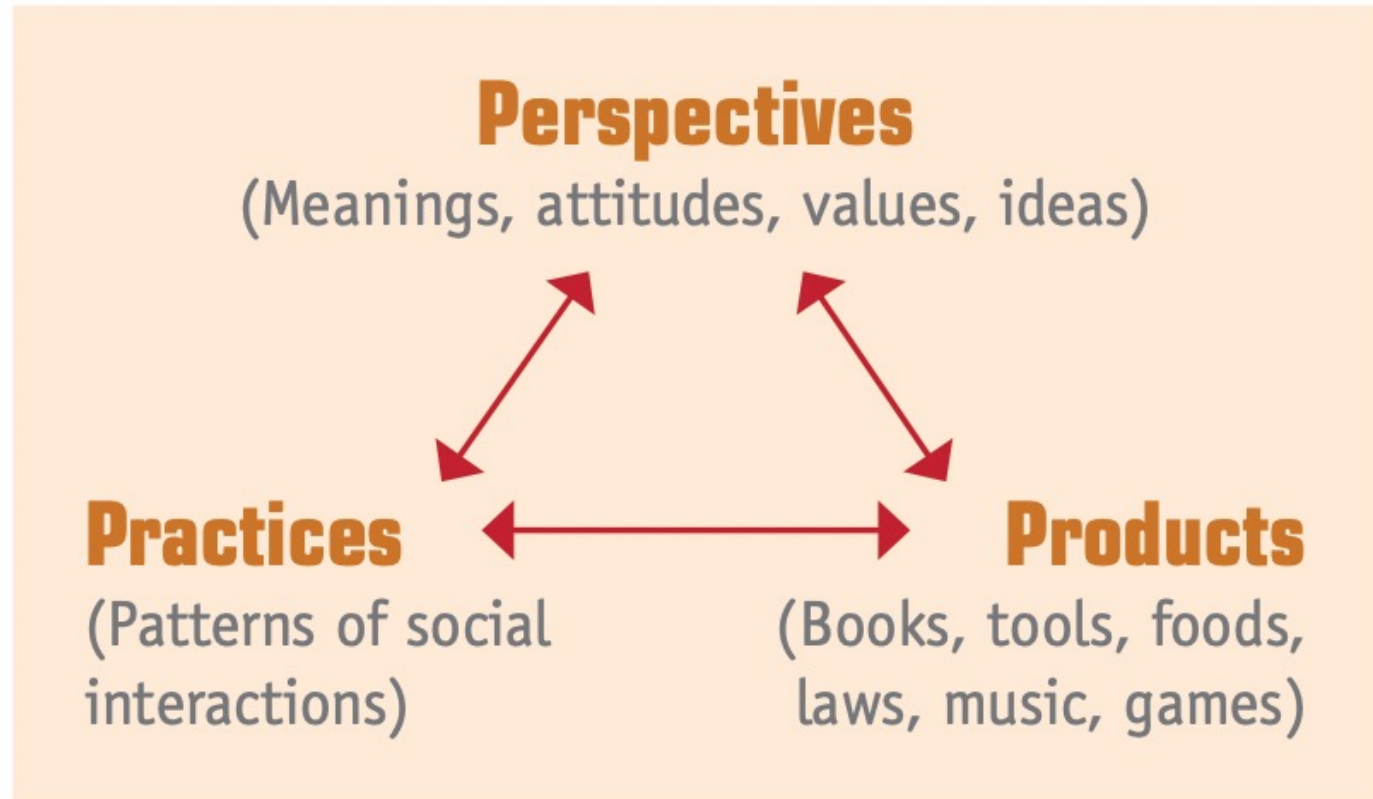 Perspectives
(Meanings, attitudes, values, ideas)
Practices
(Patterns of social
interactions)
Products
(Books, tools, foods,
laws, music, games)